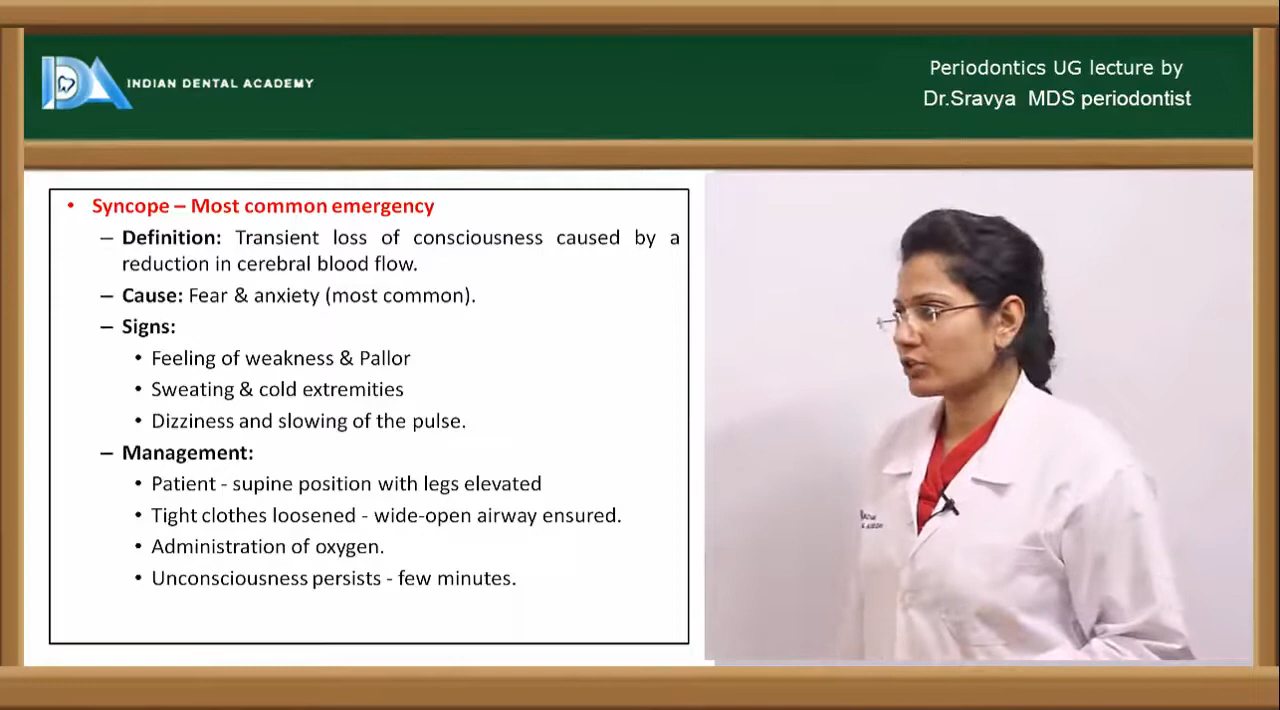 INDIAN DENTAL ACADEMY
Periodontics UG lecture by
Dr.Sravya MDS periodontist
• Syncope – Most common emergency
– Definition: Transient loss of consciousness caused by a
reduction in cerebral blood flow.
– Cause: Fear & anxiety (most common).
– Signs:
• Feeling of weakness & Pallor
• Sweating & cold extremities
• Dizziness and slowing of the pulse.
– Management:
• Patient - supine position with legs elevated
• Tight clothes loosened - wide-open airway ensured.
• Administration of oxygen.
• Unconsciousness persists - few minutes.